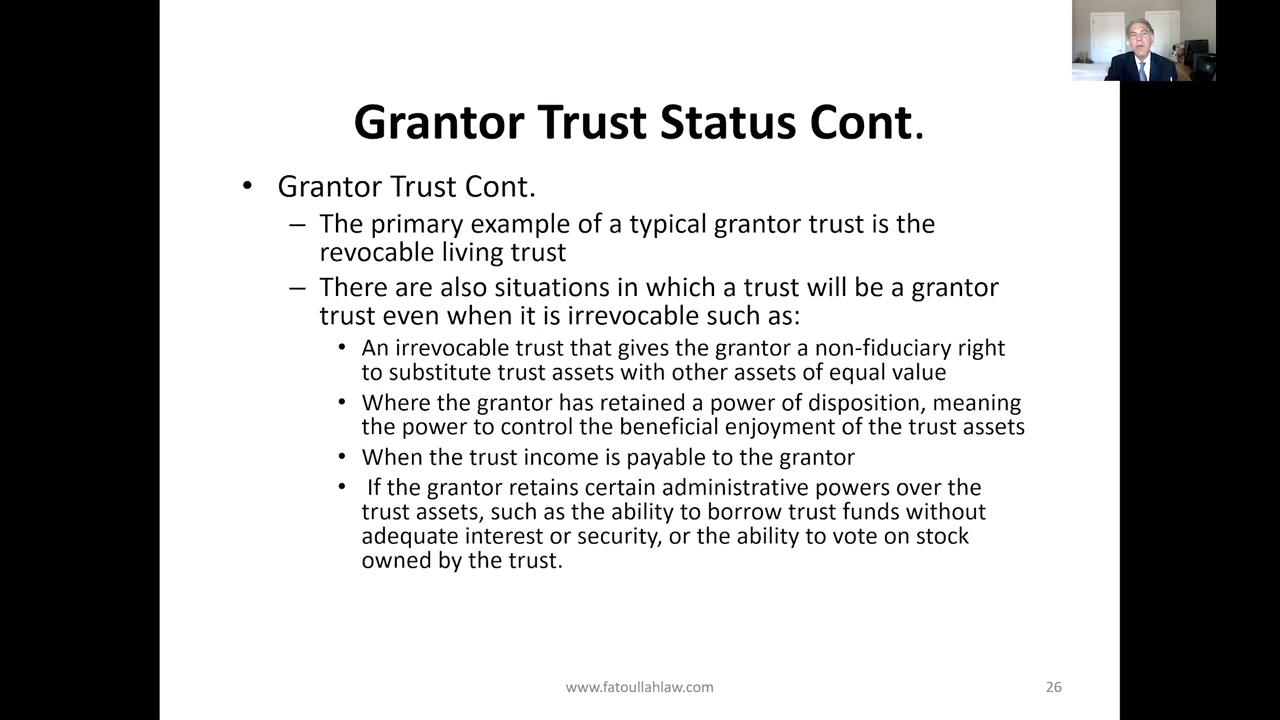 Grantor Trust Status Cont.
• Grantor Trust Cont.
– The primary example of a typical grantor trust is the
revocable living trust
– There are also situations in which a trust will be a grantor
trust even when it is irrevocable such as:
• An irrevocable trust that gives the grantor a non-fiduciary right
to substitute trust assets with other assets of equal value
• Where the grantor has retained a power of disposition, meaning
the power to control the beneficial enjoyment of the trust assets
• When the trust income is payable to the grantor
• If the grantor retains certain administrative powers over the
trust assets, such as the ability to borrow trust funds without
adequate interest or security, or the ability to vote on stock
owned by the trust.
www.fatoullahlaw.com
26